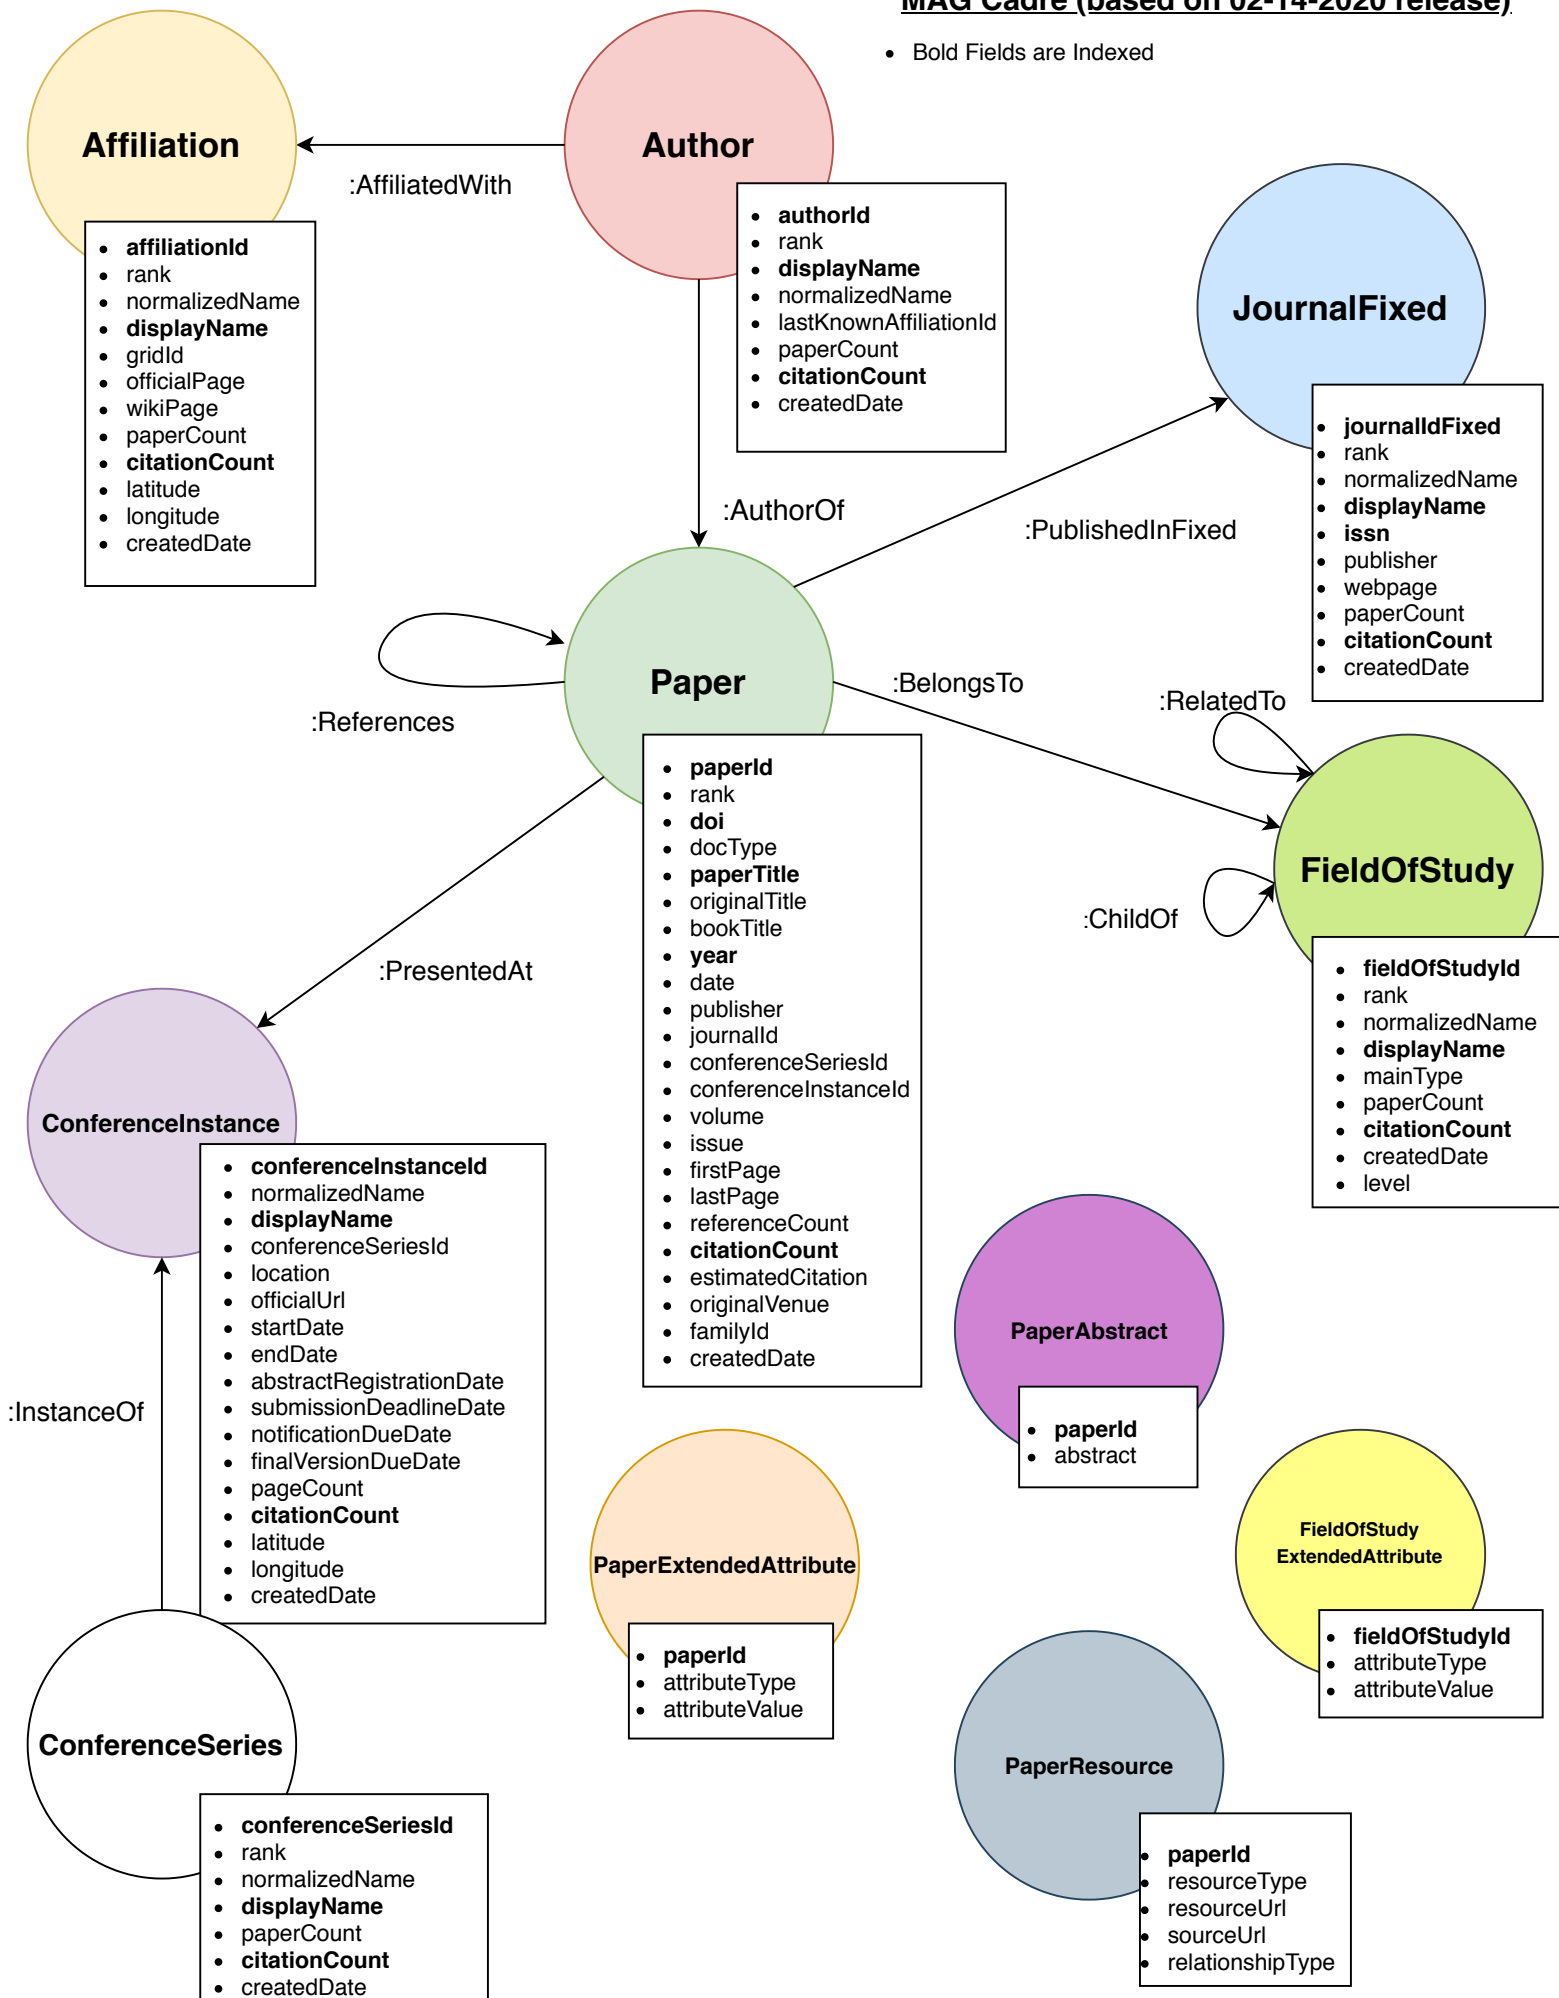 MAG Cadre (based on 02-14-2020 release)
Bold Fields are Indexed
Affiliation
affiliationId
rank
normalizedName
displayName
gridId
officialPage
wikiPage
paperCount
citationCount
latitude
longitude
createdDate
:AffiliatedWith
Author
authorId
rank
displayName
normalizedName
lastKnownAffiliationId
paperCount
citationCount
createdDate
:AuthorOf
JournalFixed
journalIdFixed
rank
normalizedName
displayName
issn
publisher
webpage
paperCount
citationCount
createdDate
:PublishedInFixed
:References
Paper
paperId
rank
doi
docType
paperTitle
originalTitle
bookTitle
year
date
publisher
journalId
conferenceSeriesId
conferenceInstanceId
volume
issue
firstPage
lastPage
referenceCount
citationCount
estimatedCitation
originalVenue
familyId
createdDate
:BelongsTo
:RelatedTo
:ChildOf
FieldOfStudy
fieldOfStudyId
rank
normalizedName
displayName
mainType
paperCount
citationCount
createdDate
level
:PresentedAt
ConferenceInstance
conferenceInstanceId
normalizedName
displayName
conferenceSeriesId
location
officialUrl
startDate
endDate
abstractRegistrationDate
submissionDeadlineDate
notificationDueDate
finalVersionDueDate
pageCount
citationCount
latitude
longitude
createdDate
:InstanceOf
ConferenceSeries
conferenceSeriesId
rank
normalizedName
displayName
paperCount
citationCount
createdDate
PaperAbstract
paperId
abstract
PaperExtendedAttribute
paperId
attributeType
attributeValue
FieldOfStudy
ExtendedAttribute
fieldOfStudyId
attributeType
attributeValue
PaperResource
paperId
resourceType
resourceUrl
sourceUrl
relationshipType